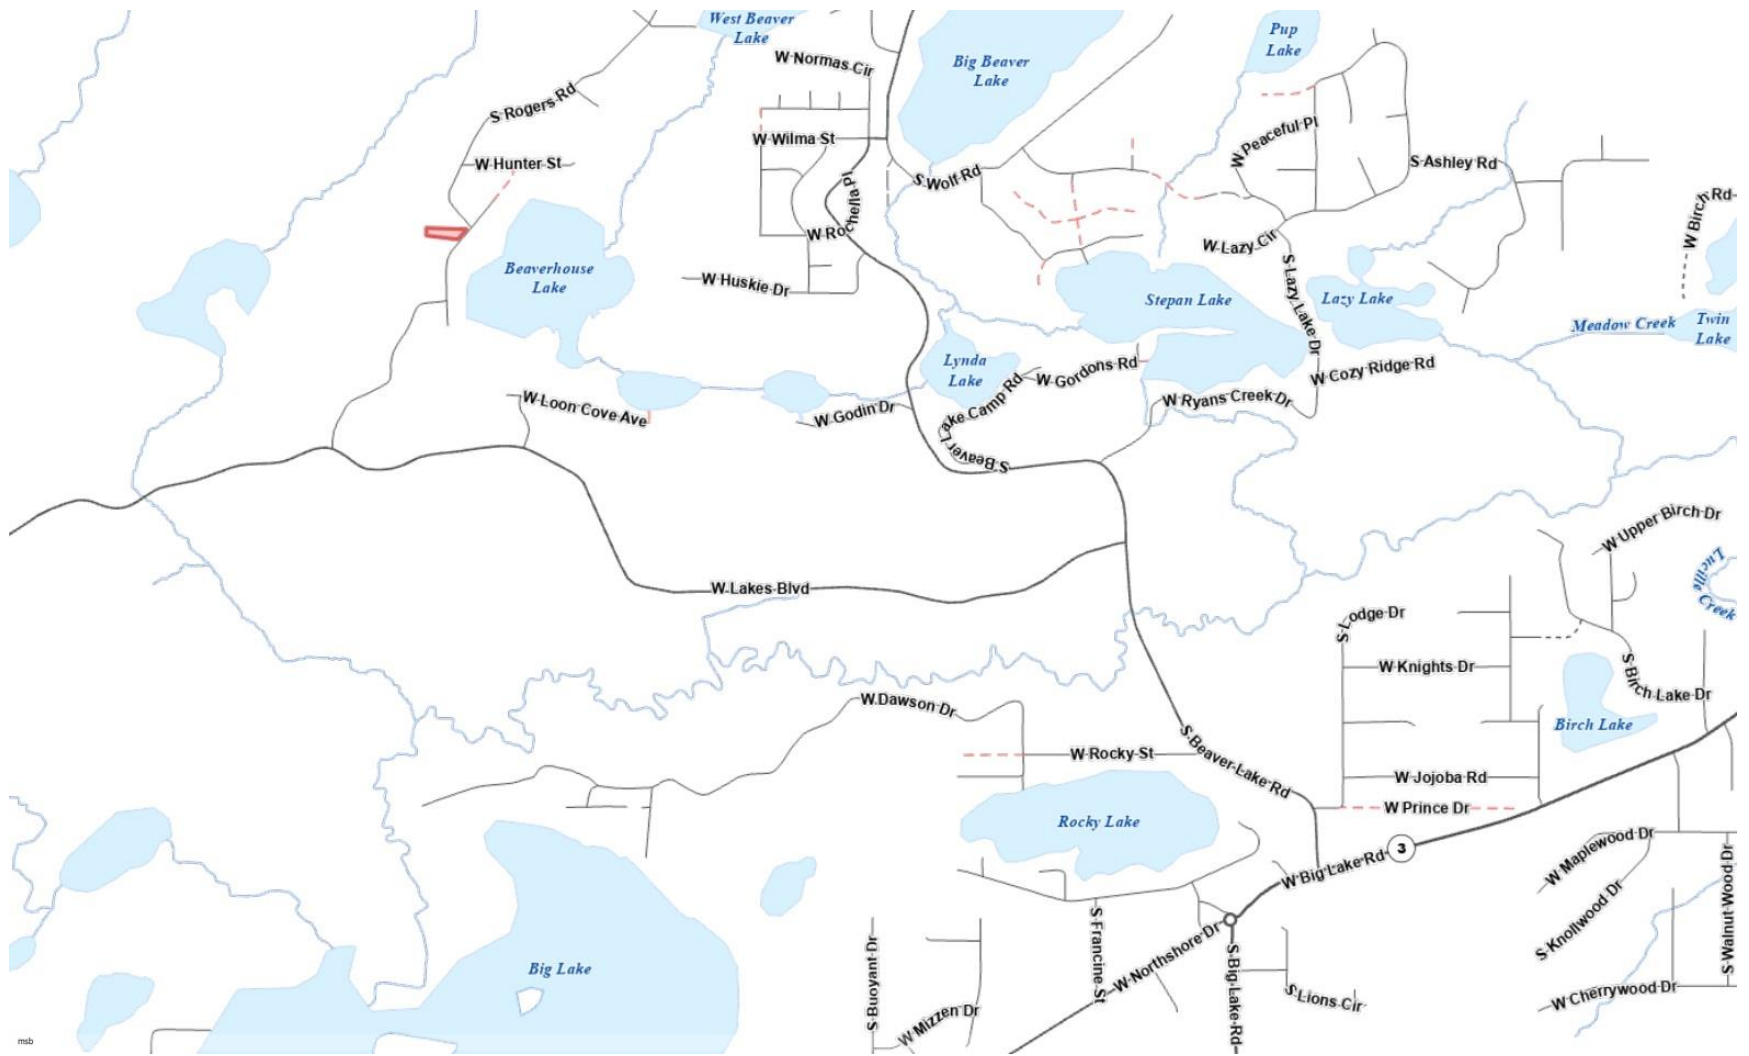 West Beaver
Lake
Pup
Lake
W Normas Cir
Big Beaver
Lake
S Rogers Rd
W Wilma St
W Peaceful Pl
W Hunter St
S Ashley Rd
S Wolf Rd
W Birch Rd
W Rochella Pl
W Lazy Cir
Beaverhouse
Lake
W Huskie Dr
S Lazy Lake Dr
Stepan Lake
Lazy Lake
Meadow Creek
Twin
Lake
Lynda
Lake
W Gordons Rd
W Cozy Ridge Rd
W Loon Cove Ave
W Godin Dr
S Beaver Lake Camp Rd
W Ryans Creek Dr
W Upper Birch Dr
Lucille Creek
W Lakes Blvd
S Lodge Dr
W Knights Dr
S Birch Lake Dr
W Dawson Dr
Birch Lake
W Rocky St
S Beaver Lake Rd
W Jojoba Rd
W Prince Dr
Rocky Lake
3
W Big Lake Rd
W Maplewood Dr
S Knollwood Dr
S Walnut Wood Dr
S Francine St
W Northshore Dr
Big Lake
S Buoyant Dr
S Big Lake Rd
S Lions Cir
W Cherrywood Dr
W Mizzen Dr
msb